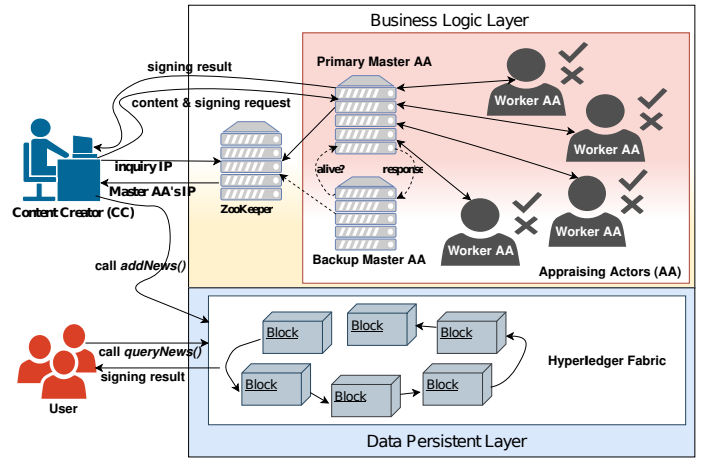 Business Logic Layer
signing result
Primary Master AA
content & signing request
Worker AA
Worker AA
inquiry IP
Master AA's IP
Content Creator (CC)
ZooKeeper
alive?
response
Worker AA
Worker AA
Backup Master AA
Appraising Actors (AA)
call addNews()
Block
Block
Block
Hyperledger Fabric
call queryNews()
signing result
User
Block
Block
Block
Data Persistent Layer